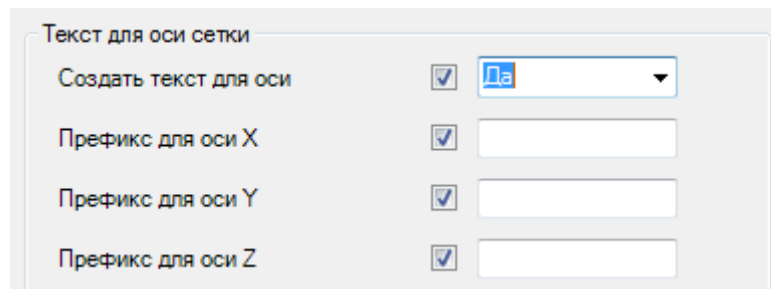 Текст для оси сетки
Создать текст для оси Да
Префикс для оси X
Префикс для оси Y
Префикс для оси Z